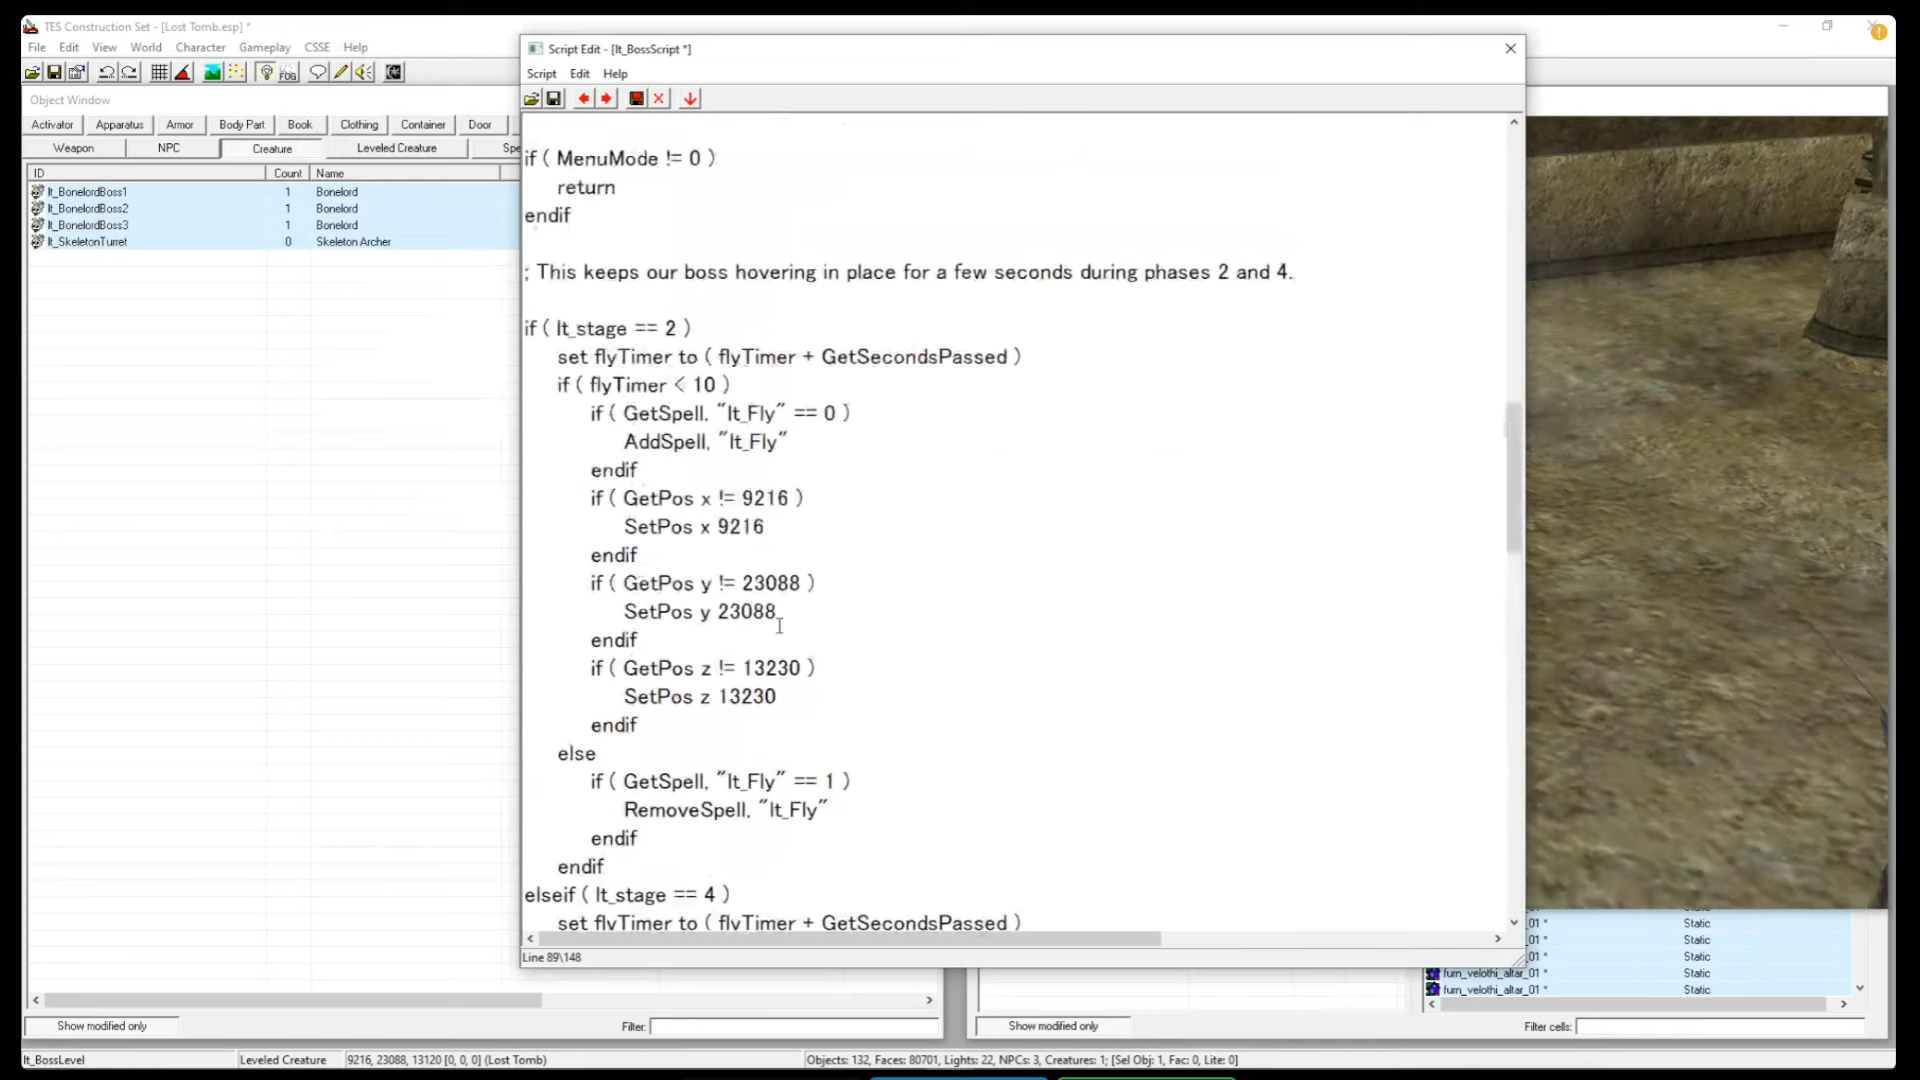 TES Construction Set - [Lost Tomb.esp] *
File Edit View World Character Gameplay CSSE Help
FOG
Object Window
Activator Apparatus Armor Body Part Book Clothing Container Door
Weapon NPC Creature Leveled Creature Spe
ID Count Name
lt_BonelordBoss1 1 Bonelord
lt_BonelordBoss2 1 Bonelord
lt_BonelordBoss3 1 Bonelord
lt_SkeletonTurret 0 Skeleton Archer
Script Edit - [lt_BossScript *]
Script Edit Help
if ( MenuMode != 0 )
return
endif
; This keeps our boss hovering in place for a few seconds during phases 2 and 4.
if ( lt_stage == 2 )
set flyTimer to ( flyTimer + GetSecondsPassed )
if ( flyTimer < 10 )
if ( GetSpell. "lt_Fly" == 0 )
AddSpell, "lt_Fly"
endif
if ( GetPos x != 9216 )
SetPos x 9216
endif
if ( GetPos y != 23088 )
SetPos y 23088
endif
if ( GetPos z != 13230 )
SetPos z 13230
endif
else
if ( GetSpell, "lt_Fly" == 1 )
RemoveSpell, "lt_Fly"
endif
endif
elseif ( lt_stage == 4 )
set flyTimer to ( flyTimer + GetSecondsPassed )
Line 89\148
_01 * Static
_01 * Static
_01 * Static
furn_velothi_altar_01 * Static
furn_velothi_altar_01 * Static
Show modified only Filter: Show modified only Filter cells:
lt_BossLevel Leveled Creature 9216, 23088, 13120 [0, 0, 0] (Lost Tomb) Objects: 132, Faces: 80701, Lights: 22, NPCs: 3, Creatures: 1; [Sel Obj: 1, Fac: 0, Lite: 0]